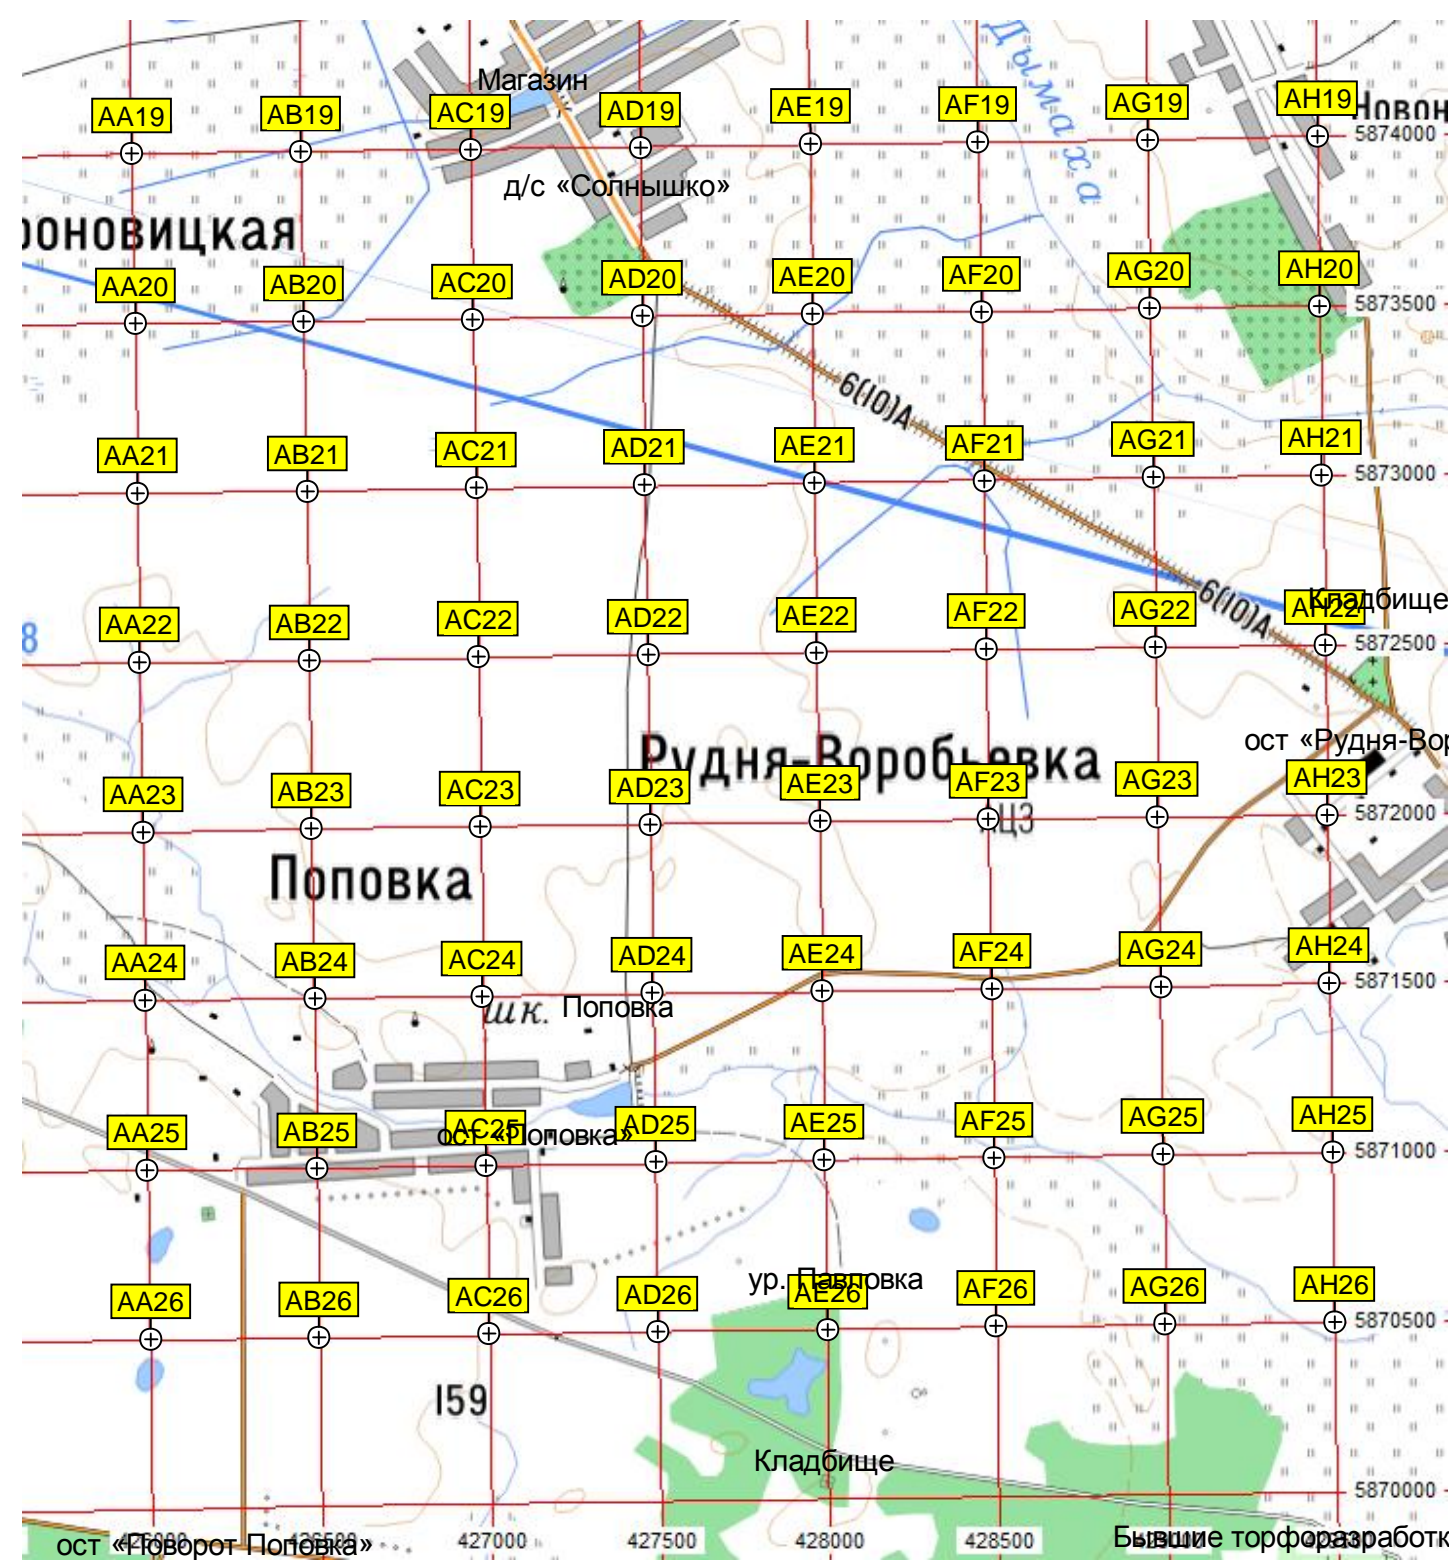 Магазин
Дымаха
AA19 AB19 AC19 AD19 AE19 AF19 AG19 AH19
5874000
д/с «Солнышко»
роновицкая
AA20 AB20 AC20 AD20 AE20 AF20 AG20 AH20
5873500
6(10)А
AA21 AB21 AC21 AD21 AE21 AF21 AG21 AH21
5873000
6(10)А
Кладбище
AA22 AB22 AC22 AD22 AE22 AF22 AG22 AH22
8
5872500
ост «Рудня-Вор
Рудня-Воробьевка
AA23 AB23 AC23 AD23 AE23 AF23 AG23 AH23
5872000
Поповка
AA24 AB24 AC24 AD24 AE24 AF24 AG24 AH24
5871500
шк. Поповка
AA25 AB25 AC25 AD25 AE25 AF25 AG25 AH25
ост «Поповка»
5871000
ур. Павловка
AA26 AB26 AC26 AD26 AE26 AF26 AG26 AH26
5870500
159
Кладбище
5870000
ост «Поворот Поповка»
427000 427500 428000 428500
Бывшие торфоразработк